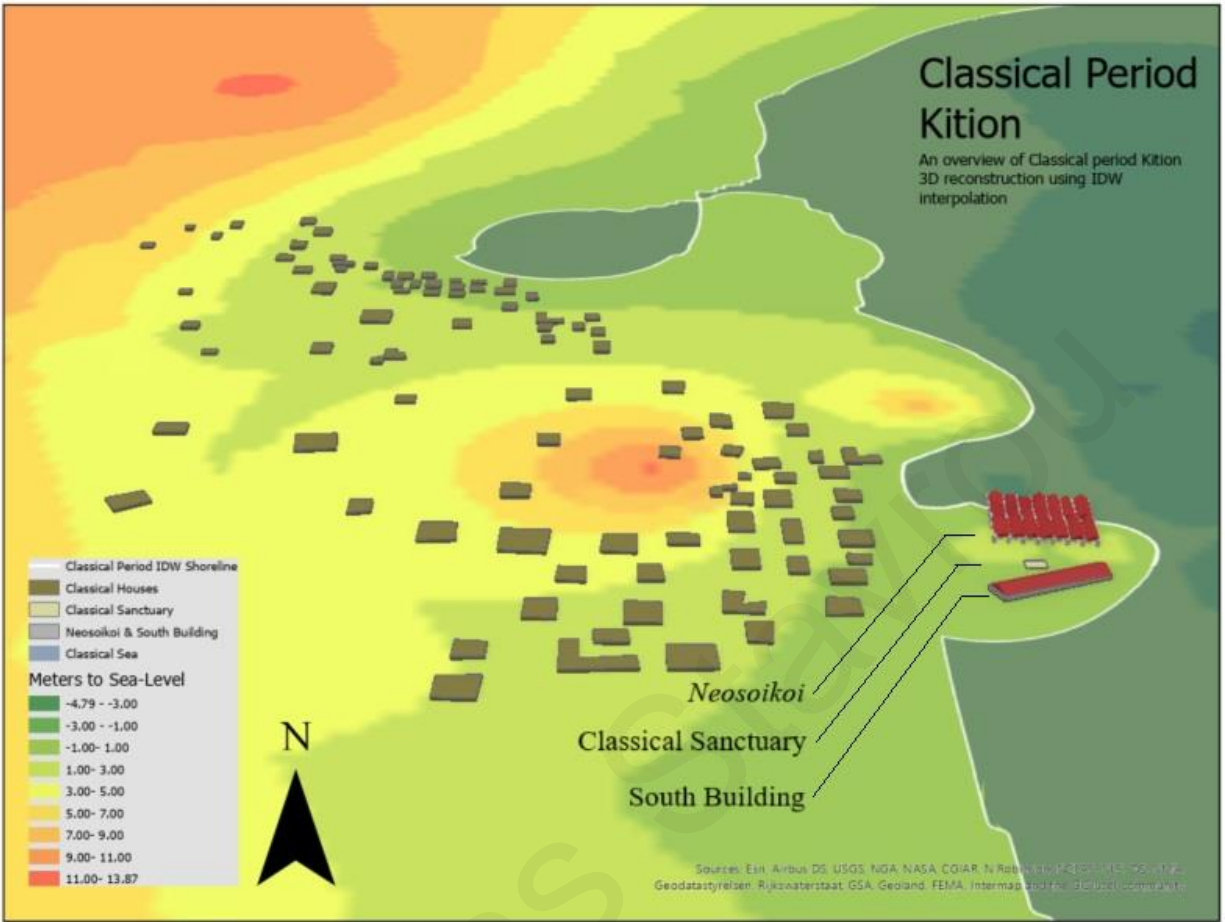 Classical Period
Kition
An overview of Classical period Kition
3D reconstruction using IDW
interpolation
Classical Period IDW Shoreline
Classical Houses
Classical Sanctuary
Neosoikoi & South Building
Classical Sea
Meters to Sea-Level
-4.79 - -3.00
-3.00 - -1.00
-1.00- 1.00
1.00- 3.00
3.00- 5.00
5.00- 7.00
7.00- 9.00
9.00- 11.00
11.00- 13.87
N
Neosoikoi
Classical Sanctuary
South Building
Sources: Esri, Airbus DS, USGS, NGA, NASA, CGIAR, N
Geodatastyrelsen, Rijkswaterstaat, GSA, Geoland, FEMA, Intermap and the
Stavrou